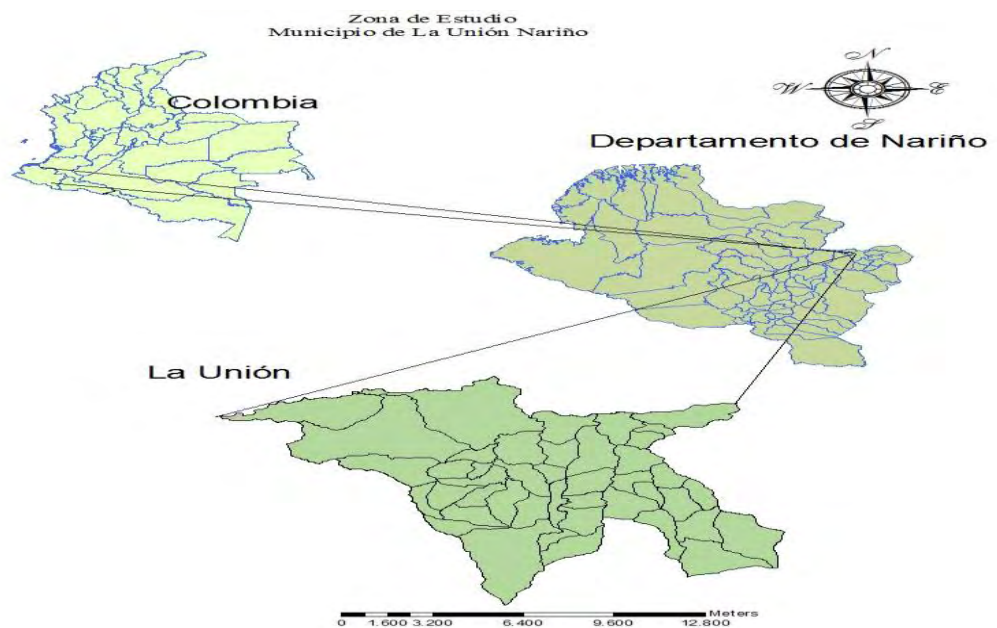 Zona de Estudio
Municipio de La Unión Nariño
Colombia
N
W E
S
Departamento de Nariño
La Unión
Meters
0 1.600 3.200 6.400 9.600 12.800